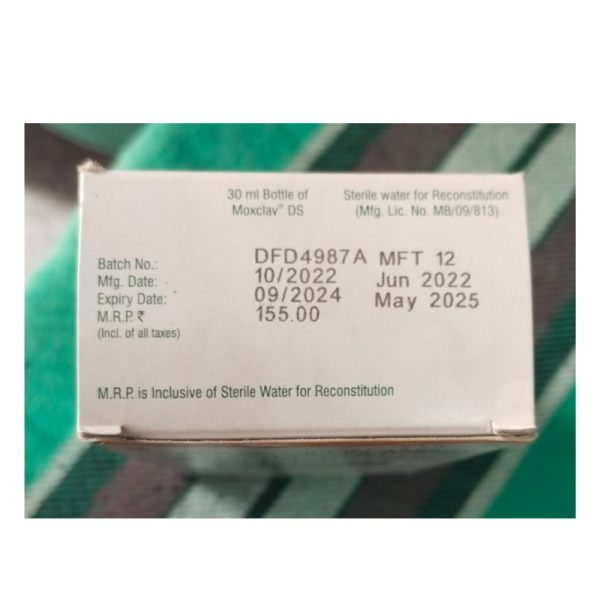 30 ml Bottle of Sterile water for Reconstitution
Moxclav® DS (Mfg. Lic. No. MB/09/813)
Batch No.: DFD4987A MFT 12
Mfg. Date: 10/2022 Jun 2022
Expiry Date: 09/2024 May 2025
M.R.P. ₹ 155.00
(Incl. of all taxes)
M.R.P. is Inclusive of Sterile Water for Reconstitution